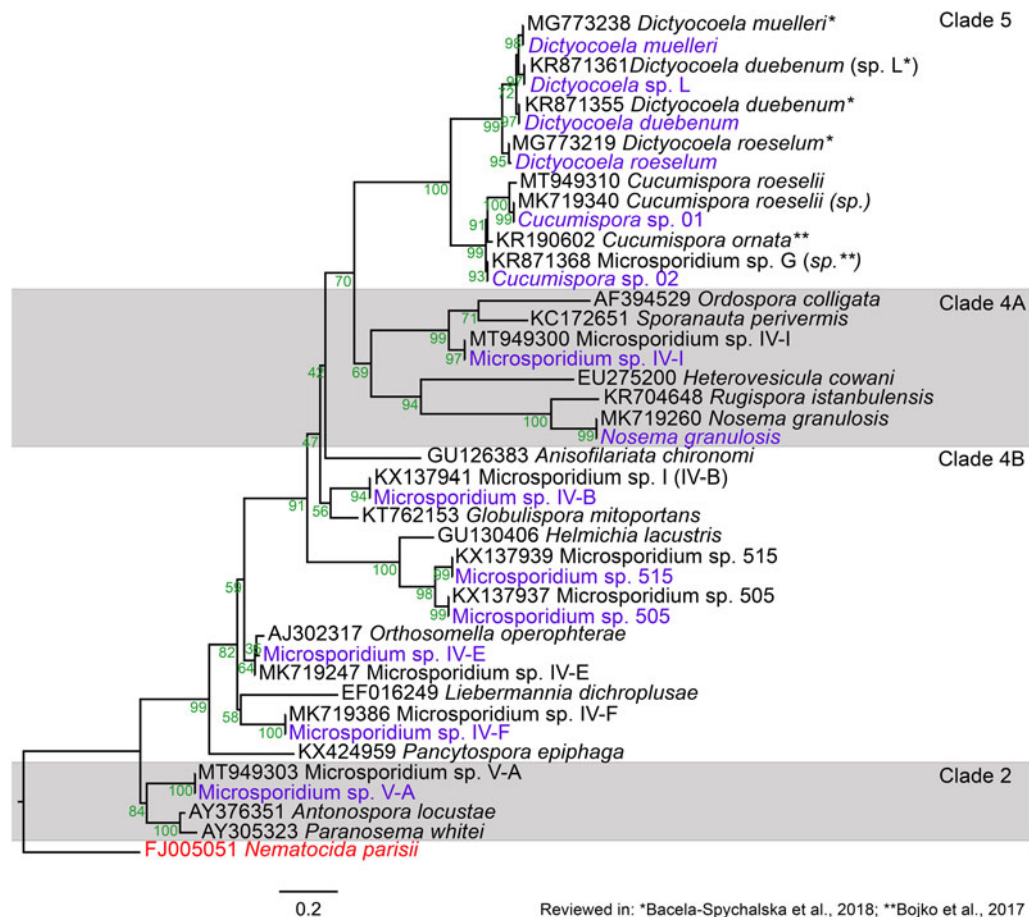 MG773238 Dictyocoela muelleri*
Clade 5
98
Dictyocoela muelleri
KR871361Dictyocoela duebenum (sp. L*)
97
Dictyocoela sp. L
72
KR871355 Dictyocoela duebenum*
97
Dictyocoela duebenum
99
MG773219 Dictyocoela roeselum*
95
Dictyocoela roeselum
100
MT949310 Cucumispora roeselii
100
MK719340 Cucumispora roeselii (sp.)
99
Cucumispora sp. 01
91
KR190602 Cucumispora ornata**
99
KR871368 Microsporidium sp. G (sp.**)
93
Cucumispora sp. 02
70
AF394529 Ordospora colligata
Clade 4A
71
KC172651 Sporanauta perivermis
99
MT949300 Microsporidium sp. IV-I
97
Microsporidium sp. IV-I
42
69
EU275200 Heterovesicula cowani
94
KR704648 Rugispora istanbulensis
100
MK719260 Nosema granulosis
99
Nosema granulosis
47
GU126383 Anisofilariata chironomi
Clade 4B
KX137941 Microsporidium sp. I (IV-B)
94
Microsporidium sp. IV-B
91
56
KT762153 Globulispora mitoportans
GU130406 Helmichia lacustris
100
KX137939 Microsporidium sp. 515
99
Microsporidium sp. 515
98
KX137937 Microsporidium sp. 505
99
Microsporidium sp. 505
59
AJ302317 Orthosomella operophterae
Microsporidium sp. IV-E
82
64
MK719247 Microsporidium sp. IV-E
EF016249 Liebermannia dichroplusae
99
58
MK719386 Microsporidium sp. IV-F
100
Microsporidium sp. IV-F
KX424959 Pancytospora epiphaga
MT949303 Microsporidium sp. V-A
Clade 2
100
Microsporidium sp. V-A
84
AY376351 Antonospora locustae
100
AY305323 Paranosema whitei
FJ005051 Nematocida parisii
0.2
Reviewed in: *Bacela-Spychalska et al., 2018; **Bojko et al., 2017